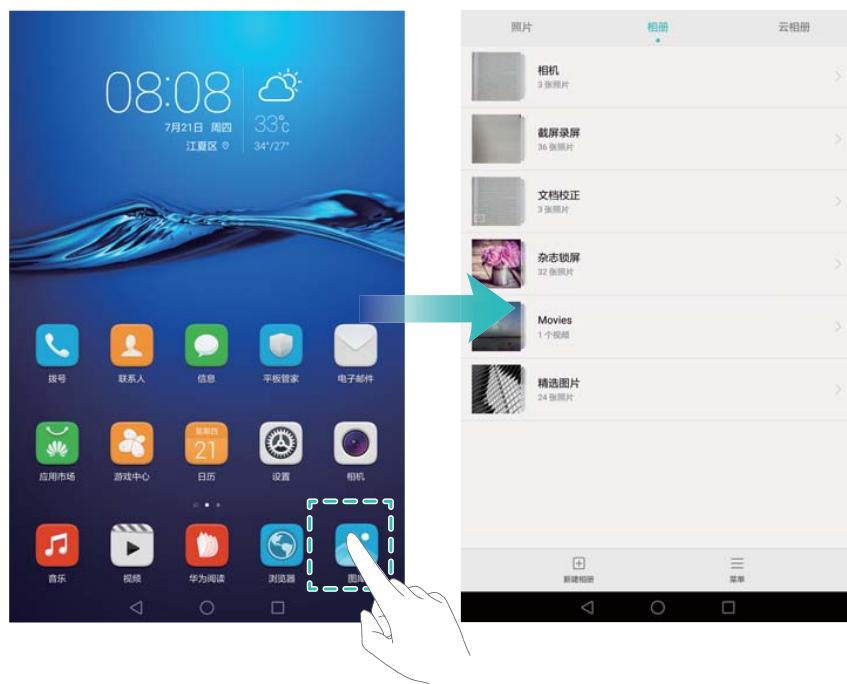 08:08
7月21日 周四
江夏区
33°c
34°/27°
拨号
联系人
信息
平板管家
电子邮件
星期四
21
应用市场
游戏中心
日历
设置
相机
音乐
视频
华为阅读
浏览器
图库
照片
相册
云相册
相机
3 张照片
截屏录屏
36 张照片
文档校正
3 张照片
杂志锁屏
32 张照片
Movies
1 个视频
精选图片
24 张照片
新建相册
菜单